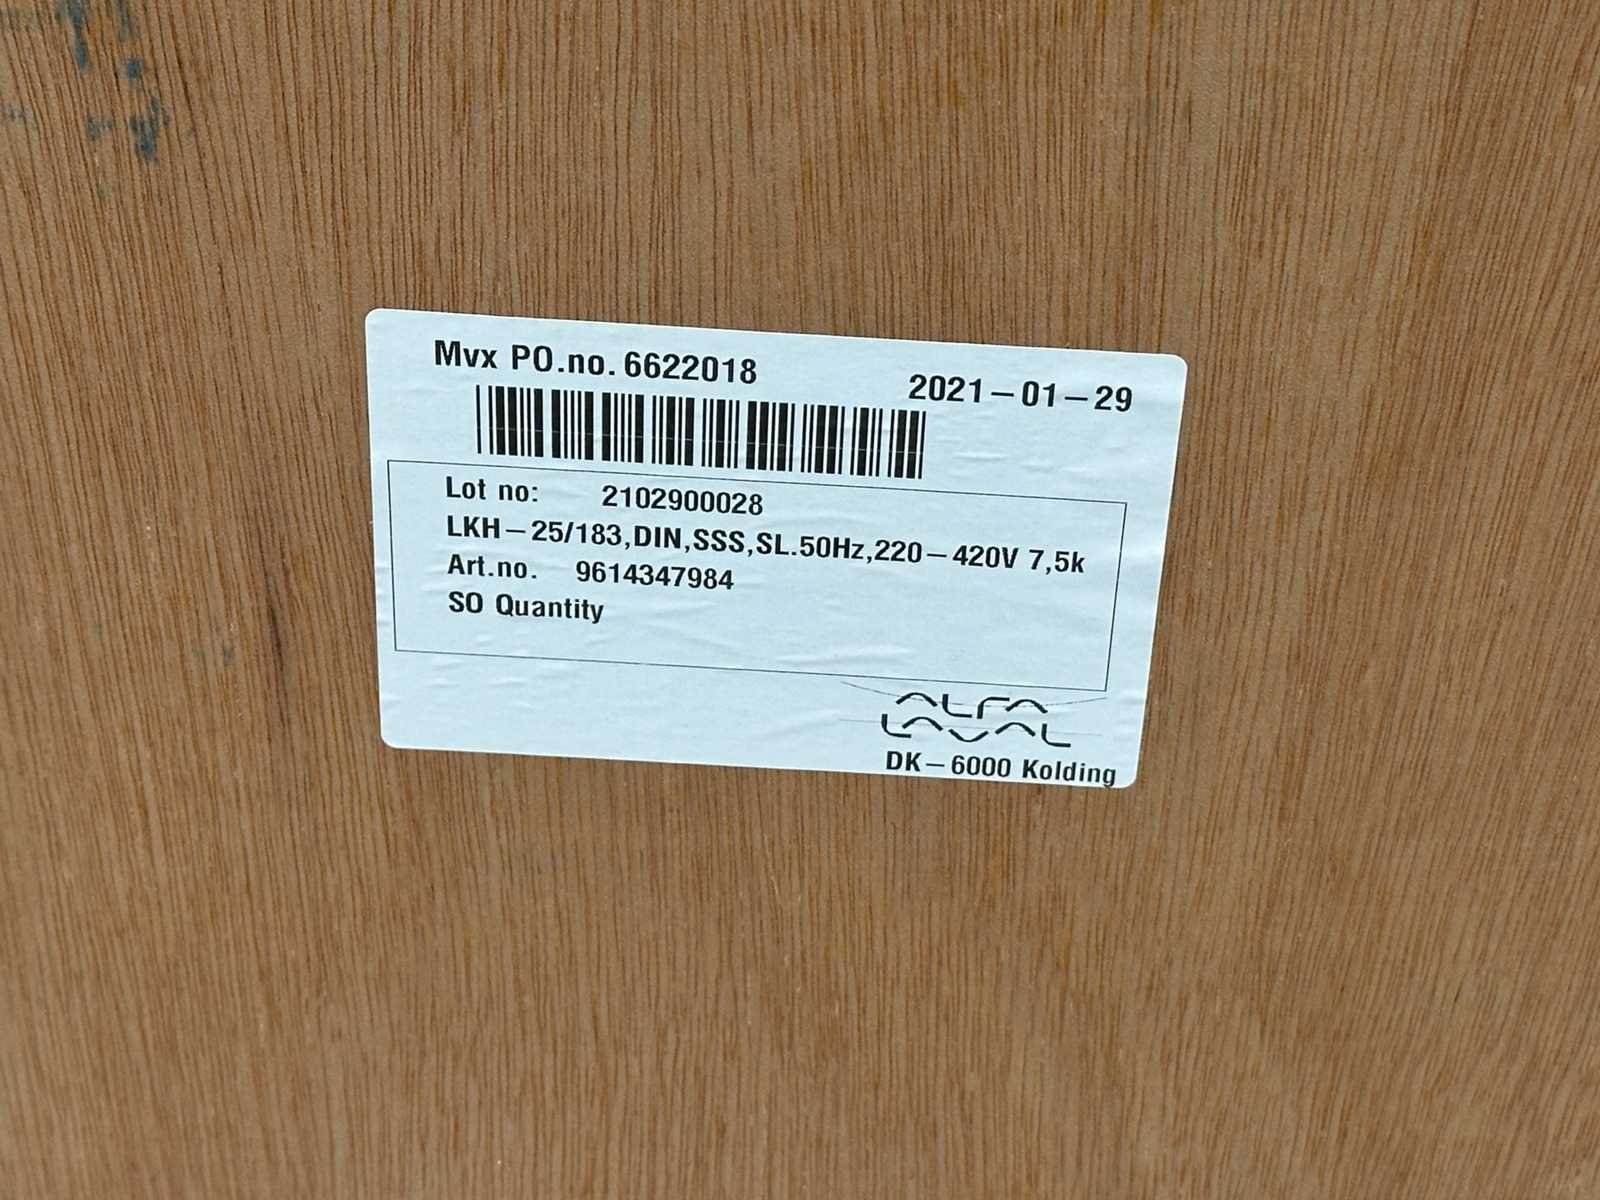 Mvx PO.no. 6622018
2021-01-29
Lot no: 2102900028
LKH-25/183,DIN,SSS,SL.50Hz,220-420V 7,5k
Art.no. 9614347984
SO Quantity
ALFA
LAVAL
DK-6000 Kolding